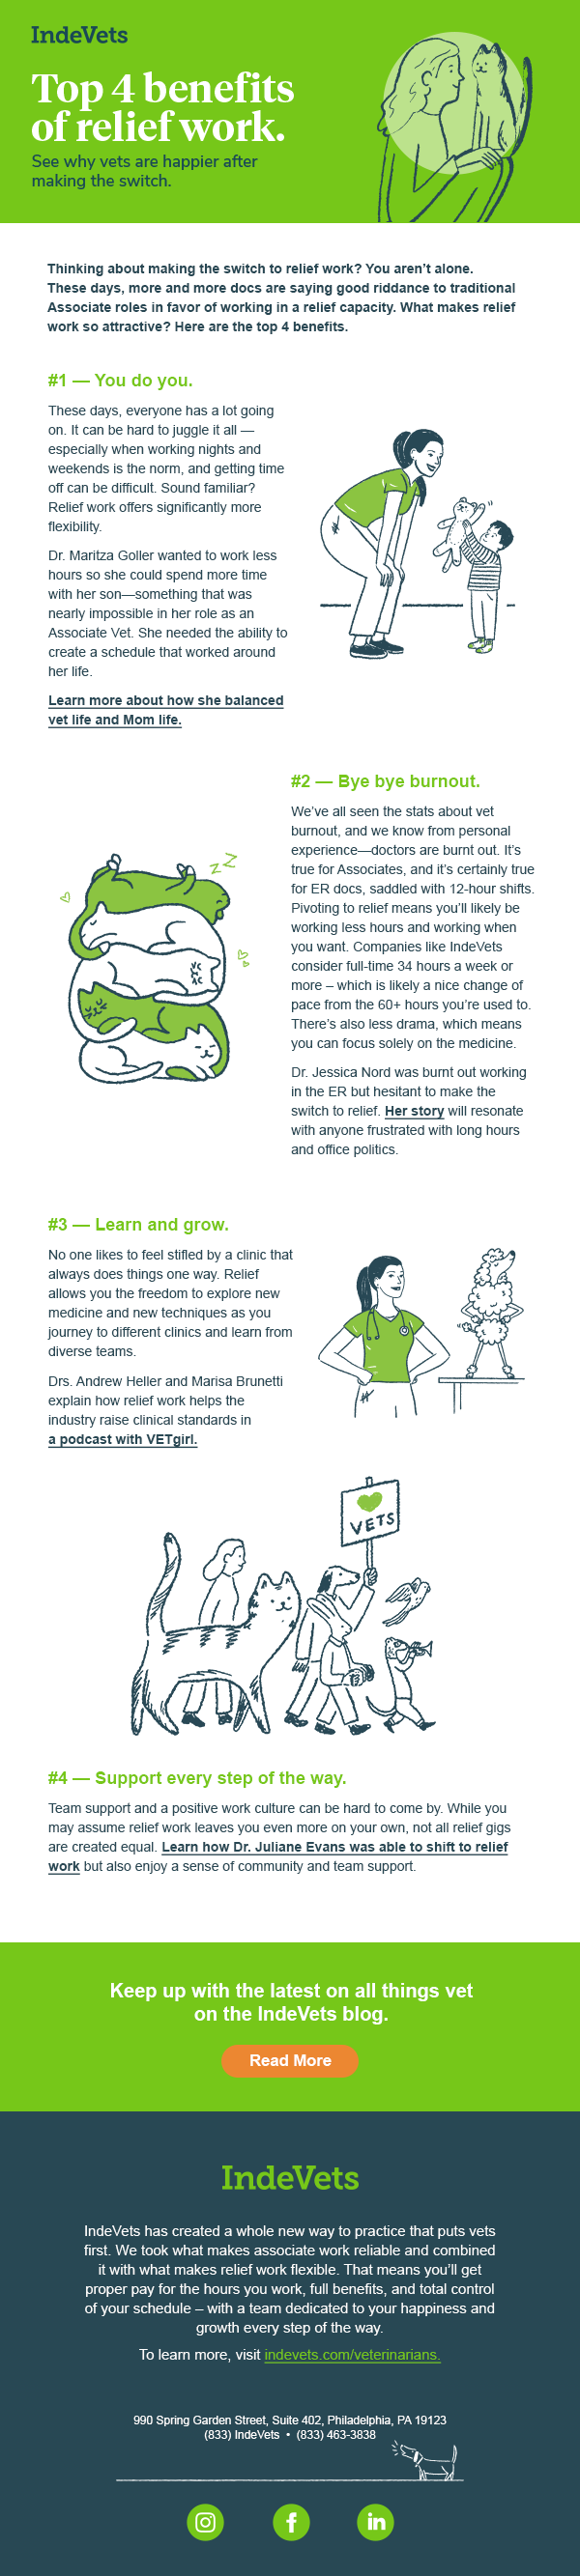 IndeVets
Top 4 benefits
of relief work.
See why vets are happier after
making the switch.
Thinking about making the switch to relief work? You aren’t alone.
These days, more and more docs are saying good riddance to traditional
Associate roles in favor of working in a relief capacity. What makes relief
work so attractive? Here are the top 4 benefits.
#1 — You do you.
These days, everyone has a lot going
on. It can be hard to juggle it all —
especially when working nights and
weekends is the norm, and getting time
off can be difficult. Sound familiar?
Relief work offers significantly more
flexibility.
Dr. Maritza Goller wanted to work less
hours so she could spend more time
with her son—something that was
nearly impossible in her role as an
Associate Vet. She needed the ability to
create a schedule that worked around
her life.
Learn more about how she balanced
vet life and Mom life.
#2 — Bye bye burnout.
We’ve all seen the stats about vet
burnout, and we know from personal
experience—doctors are burnt out. It’s
true for Associates, and it’s certainly true
for ER docs, saddled with 12-hour shifts.
Pivoting to relief means you’ll likely be
working less hours and working when
you want. Companies like IndeVets
consider full-time 34 hours a week or
more – which is likely a nice change of
pace from the 60+ hours you’re used to.
There’s also less drama, which means
you can focus solely on the medicine.
Dr. Jessica Nord was burnt out working
in the ER but hesitant to make the
switch to relief. Her story will resonate
with anyone frustrated with long hours
and office politics.
zzz
#3 — Learn and grow.
No one likes to feel stifled by a clinic that
always does things one way. Relief
allows you the freedom to explore new
medicine and new techniques as you
journey to different clinics and learn from
diverse teams.
Drs. Andrew Heller and Marisa Brunetti
explain how relief work helps the
industry raise clinical standards in
a podcast with VETgirl.
VETS
#4 — Support every step of the way.
Team support and a positive work culture can be hard to come by. While you
may assume relief work leaves you even more on your own, not all relief gigs
are created equal. Learn how Dr. Juliane Evans was able to shift to relief
work but also enjoy a sense of community and team support.
Keep up with the latest on all things vet
on the IndeVets blog.
Read More
IndeVets
IndeVets has created a whole new way to practice that puts vets
first. We took what makes associate work reliable and combined
it with what makes relief work flexible. That means you’ll get
proper pay for the hours you work, full benefits, and total control
of your schedule – with a team dedicated to your happiness and
growth every step of the way.
To learn more, visit indevets.com/veterinarians.
990 Spring Garden Street, Suite 402, Philadelphia, PA 19123
(833) IndeVets • (833) 463-3838